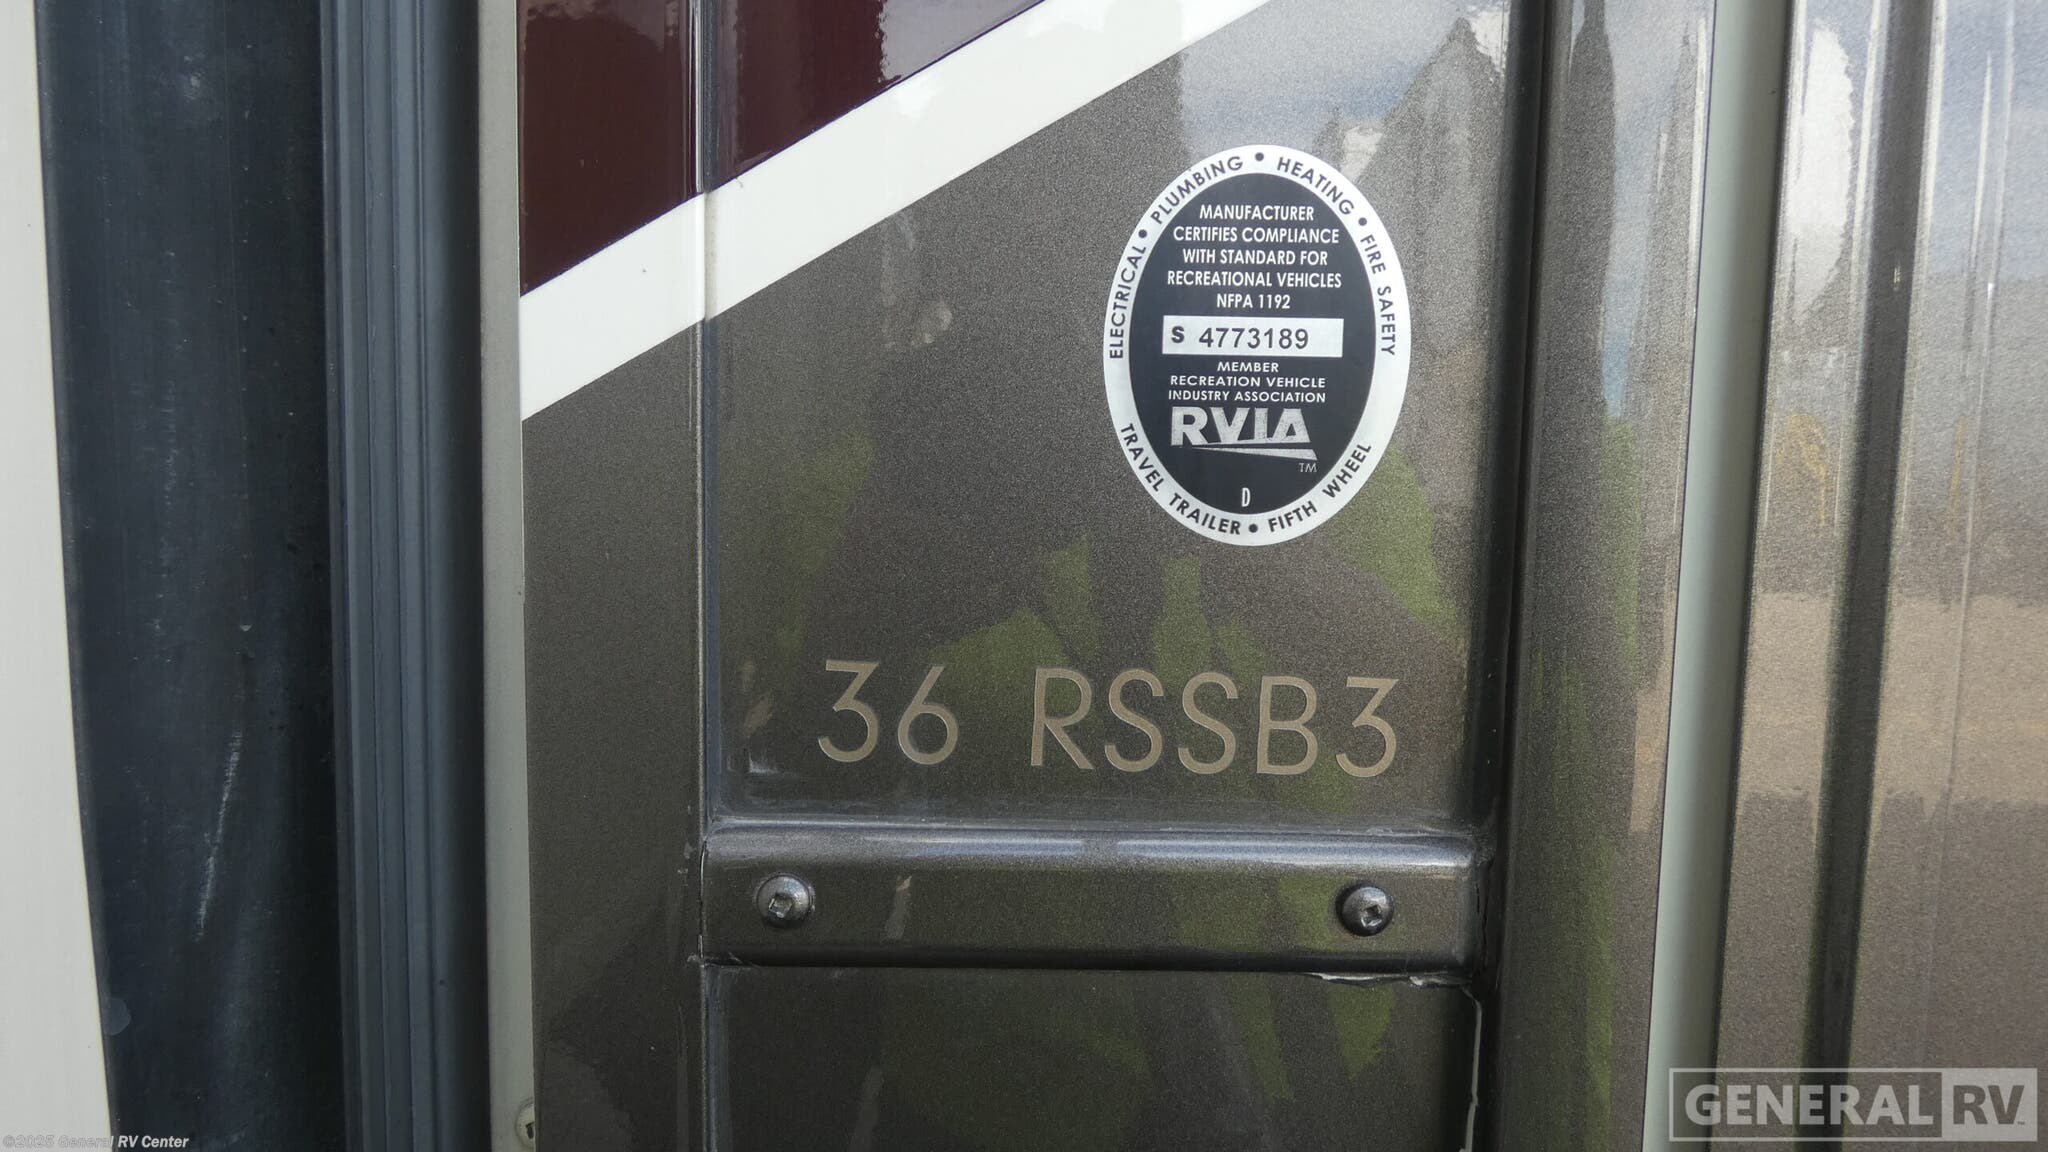 ELECTRICAL • PLUMBING • HEATING • FIRE SAFETY
MANUFACTURER
CERTIFIES COMPLIANCE
WITH STANDARD FOR
RECREATIONAL VEHICLES
NFPA 1192
S 4773189
MEMBER
RECREATION VEHICLE
INDUSTRY ASSOCIATION
RVIA
TM
D
TRAVEL TRAILER • FIFTH WHEEL
36 RSSB3
GENERAL RV
©2025 General RV Center